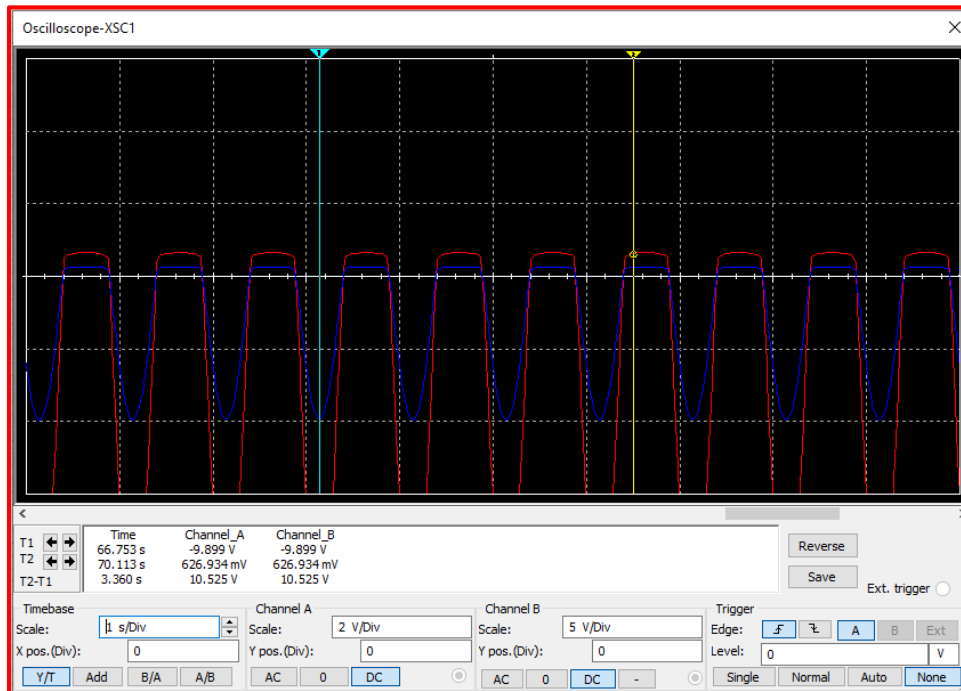 Oscilloscope-XSC1
1
Time Channel_A Channel_B
T1 66.753 s -9.899 V -9.899 V
T2 70.113 s 626.934 mV 626.934 mV
T2-T1 3.360 s 10.525 V 10.525 V
Reverse
Save
Ext. trigger
Timebase
Scale: 1 s/Div
X pos.(Div): 0
Y/T Add B/A A/B
Channel A
Scale: 2 V/Div
Y pos.(Div): 0
AC 0 DC
Channel B
Scale: 5 V/Div
Y pos.(Div): 0
AC 0 DC -
Trigger
Edge: A B Ext
Level: 0 V
Single Normal Auto None